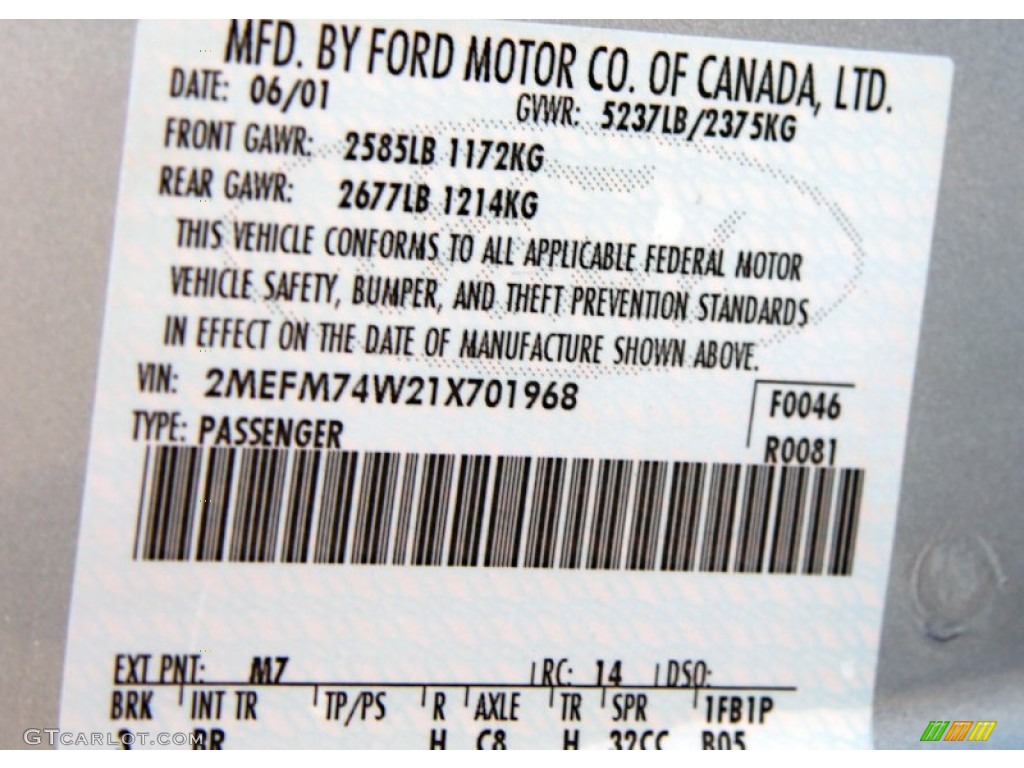 MFD. BY FORD MOTOR CO. OF CANADA, LTD.
DATE: 06/01 GVWR: 5237LB/2375KG
FRONT GAWR: 2585LB 1172KG
REAR GAWR: 2677LB 1214KG
THIS VEHICLE CONFORMS TO ALL APPLICABLE FEDERAL MOTOR
VEHICLE SAFETY, BUMPER, AND THEFT PREVENTION STANDARDS
IN EFFECT ON THE DATE OF MANUFACTURE SHOWN ABOVE.
VIN: 2MEFM74W21X701968
F0046
TYPE: PASSENGER
R0081
EXT PNT: M7 RC: 14 DSO:
BRK INT TR TP/PS R AXLE TR SPR 1FB1P
H C8 H 32CC B05
GTCARLOT.COM